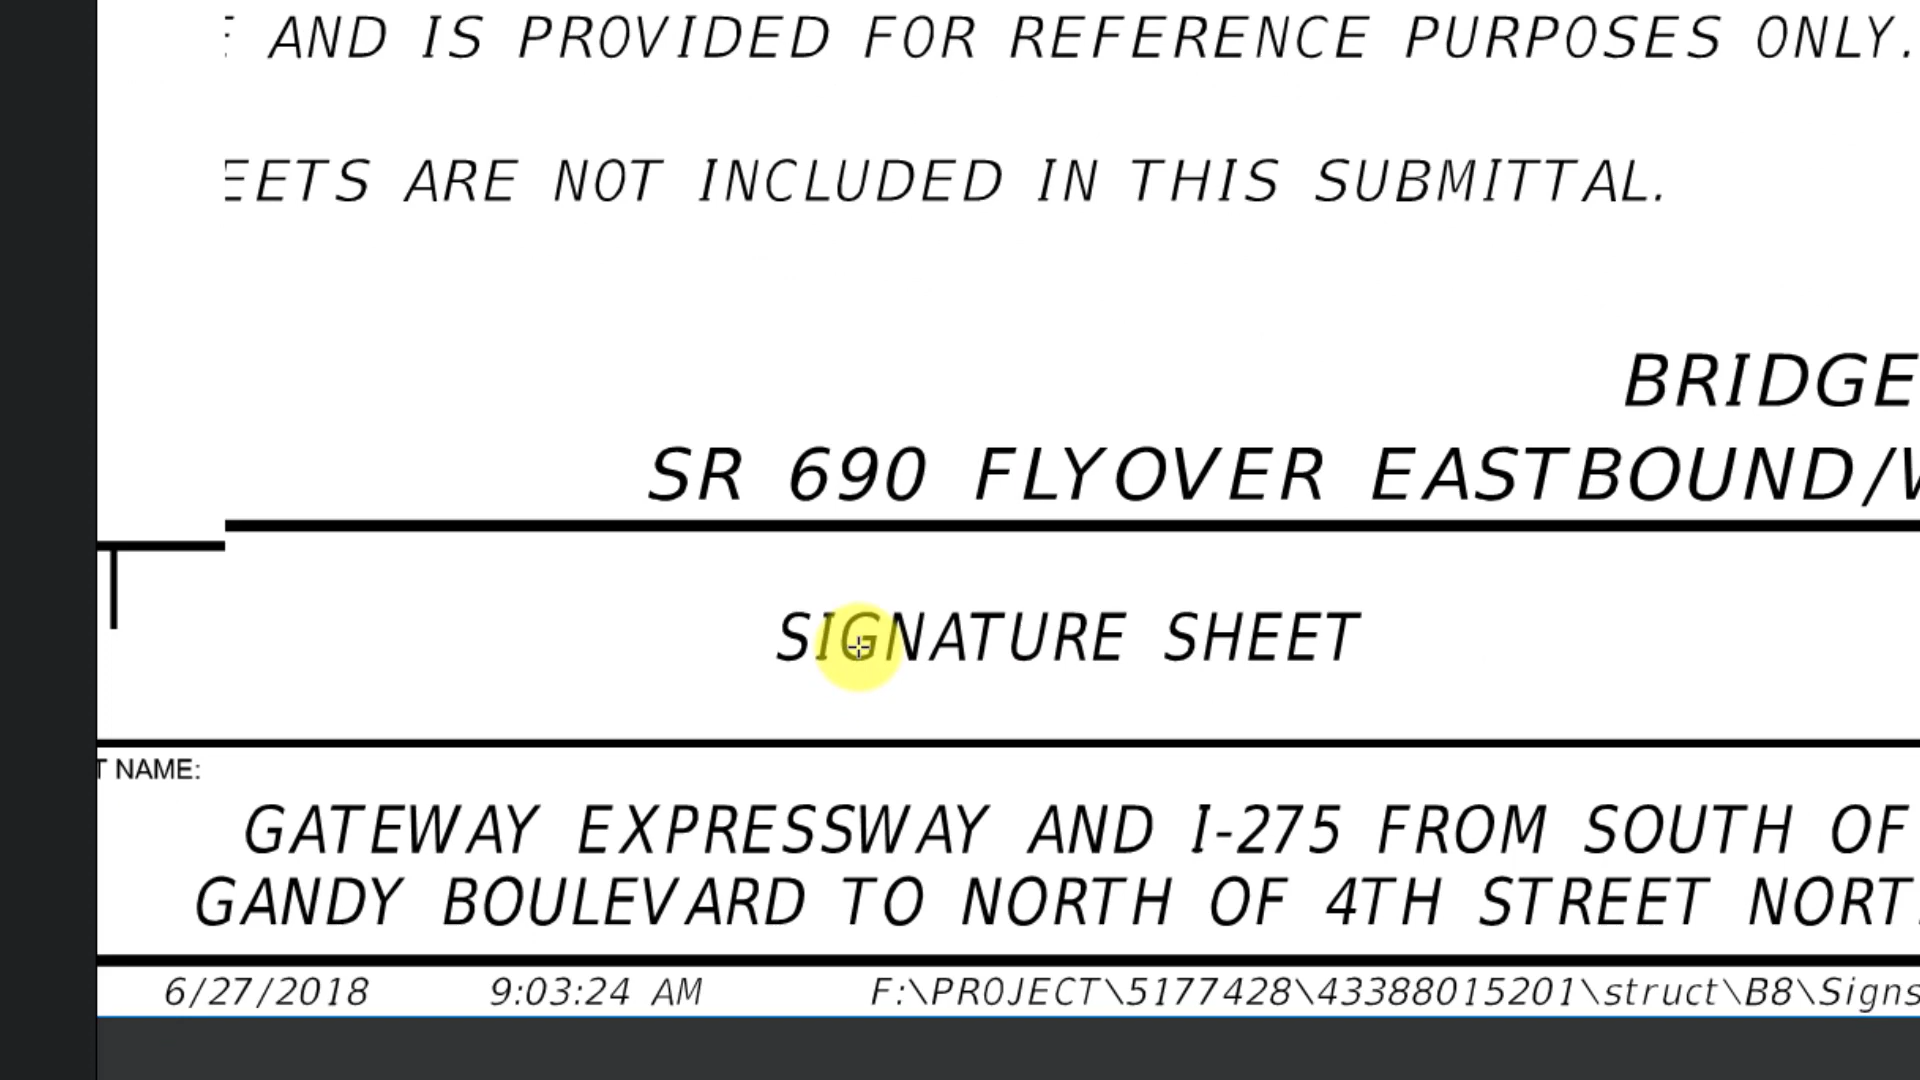 AND IS PROVIDED FOR REFERENCE PURPOSES ONLY.
EETS ARE NOT INCLUDED IN THIS SUBMITTAL.
BRIDGE
SR 690 FLYOVER EASTBOUND/
SIGNATURE SHEET
T NAME:
GATEWAY EXPRESSWAY AND I-275 FROM SOUTH OF
GANDY BOULEVARD TO NORTH OF 4TH STREET NORT
6/27/2018 9:03:24 AM F:\PROJECT\5177428\43388015201\struct\B8\Signs